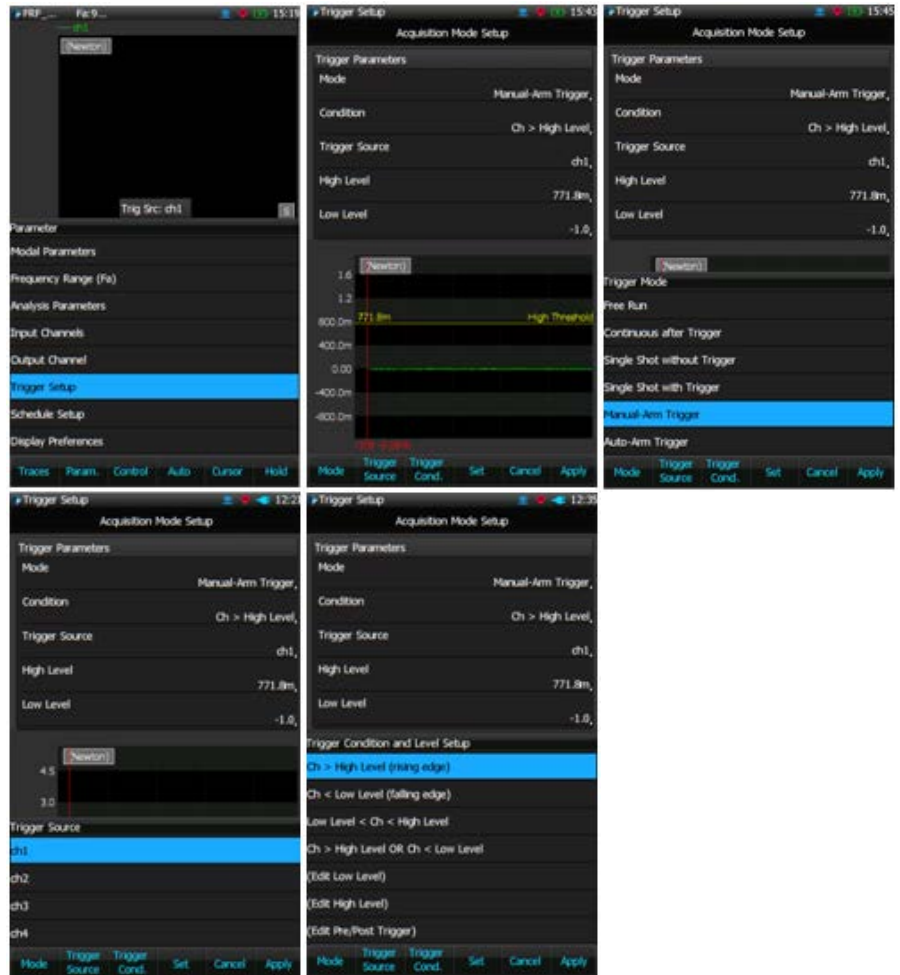 Fa:9...
15:19
ch1
(Newton)
Trig Src: ch1
S
Parameter
Modal Parameters
Frequency Range (Fa)
Analysis Parameters
Input Channels
Output Channel
Trigger Setup
Schedule Setup
Display Preferences
Traces Param. Control Auto Cursor Hold
Trigger Setup 15:43
Acquisition Mode Setup
Trigger Parameters
Mode
Manual-Arm Trigger
Condition
Ch > High Level
Trigger Source
ch1
High Level
771.8m
Low Level
-1.0
(Newton)
1.6
1.2
800.0m 771.8m High Threshold
400.0m
0.00
-400.0m
-800.0m
Mode Trigger Source Trigger Cond. Set Cancel Apply
Trigger Setup 15:45
Acquisition Mode Setup
Trigger Parameters
Mode
Manual-Arm Trigger
Condition
Ch > High Level
Trigger Source
ch1
High Level
771.8m
Low Level
-1.0
(Newton)
Trigger Mode
Free Run
Continuous after Trigger
Single Shot without Trigger
Single Shot with Trigger
Manual-Arm Trigger
Auto-Arm Trigger
Mode Trigger Source Trigger Cond. Set Cancel Apply
Trigger Setup 12:21
Acquisition Mode Setup
Trigger Parameters
Mode
Manual-Arm Trigger
Condition
Ch > High Level
Trigger Source
ch1
High Level
771.8m
Low Level
-1.0
(Newton)
4.5
3.0
Trigger Source
ch1
ch2
ch3
ch4
Mode Trigger Source Trigger Cond. Set Cancel Apply
Trigger Setup 12:35
Acquisition Mode Setup
Trigger Parameters
Mode
Manual-Arm Trigger
Condition
Ch > High Level
Trigger Source
ch1
High Level
771.8m
Low Level
-1.0
Trigger Condition and Level Setup
Ch > High Level (rising edge)
Ch < Low Level (falling edge)
Low Level < Ch < High Level
Ch > High Level OR Ch < Low Level
(Edit Low Level)
(Edit High Level)
(Edit Pre/Post Trigger)
Mode Trigger Source Trigger Cond. Set Cancel Apply